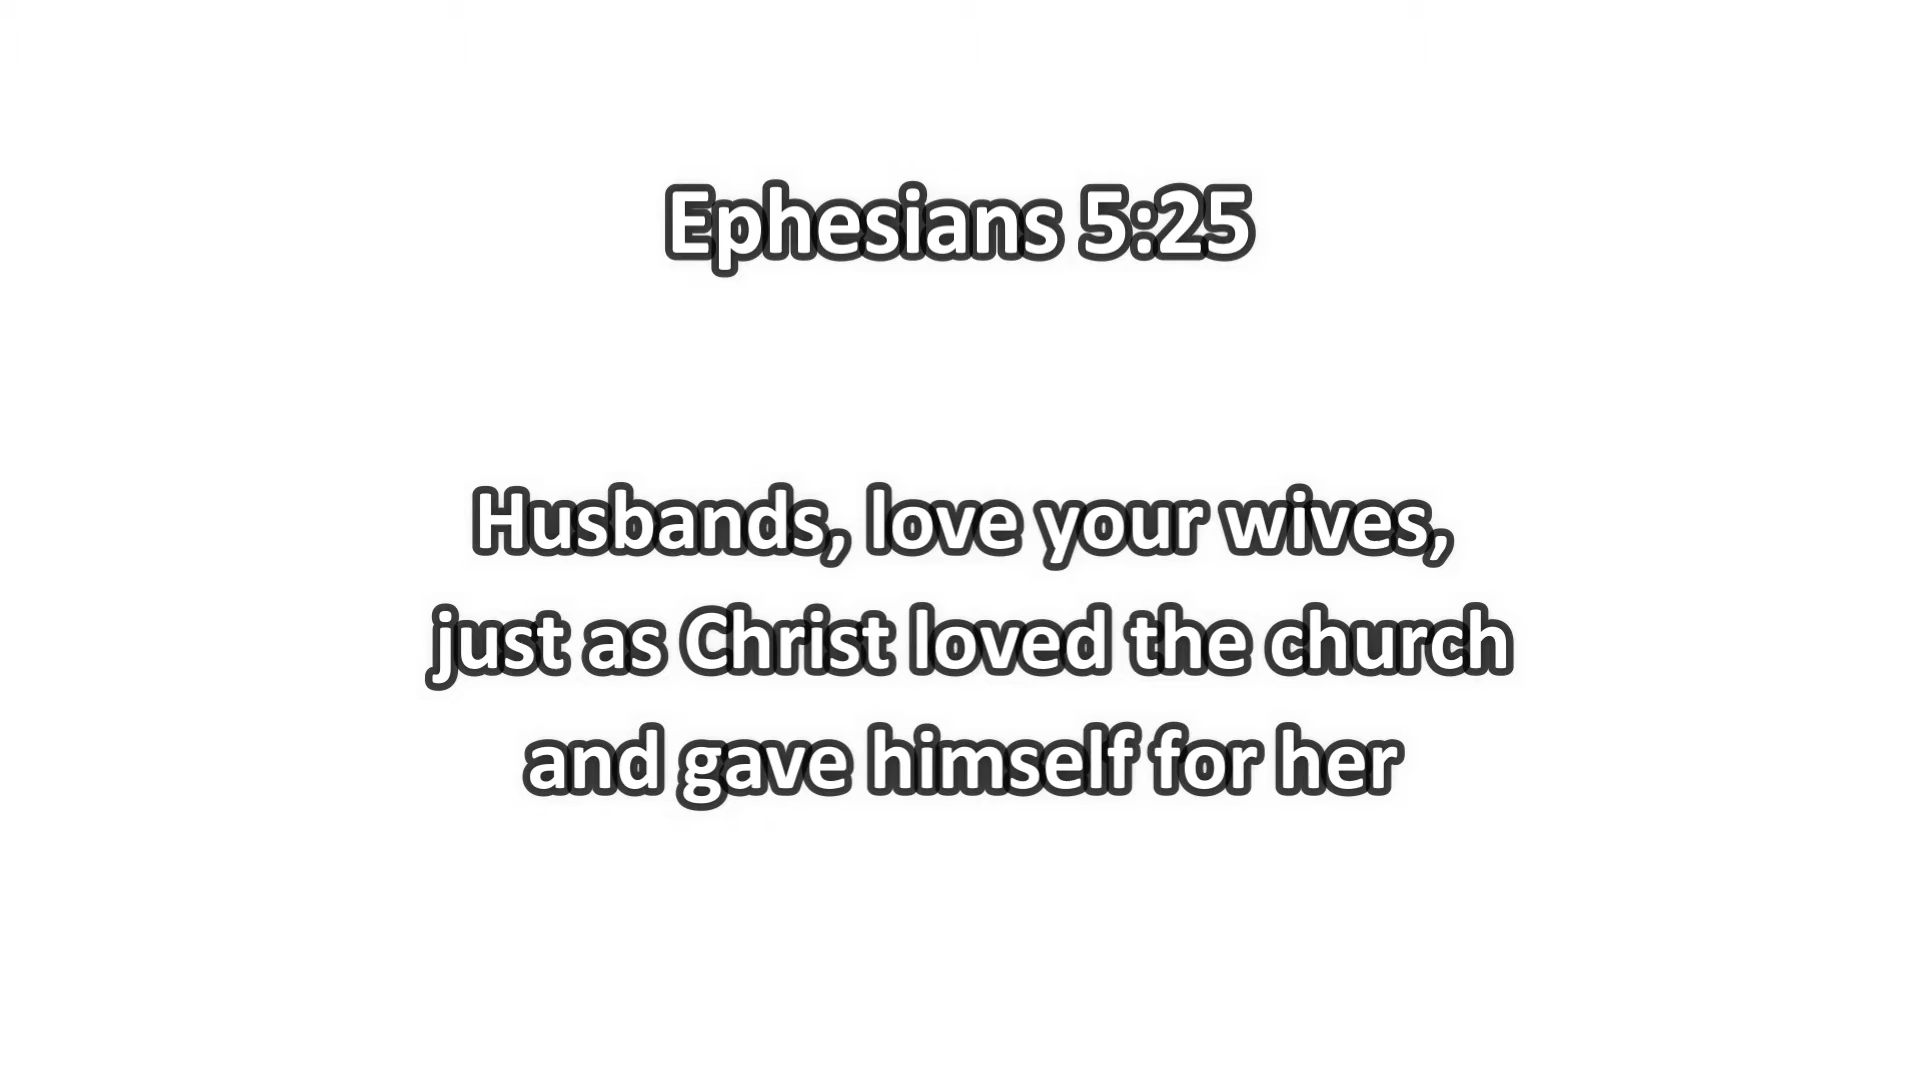 Ephesians 5:25
Husbands, love your wives,
just as Christ loved the church
and gave himself for her